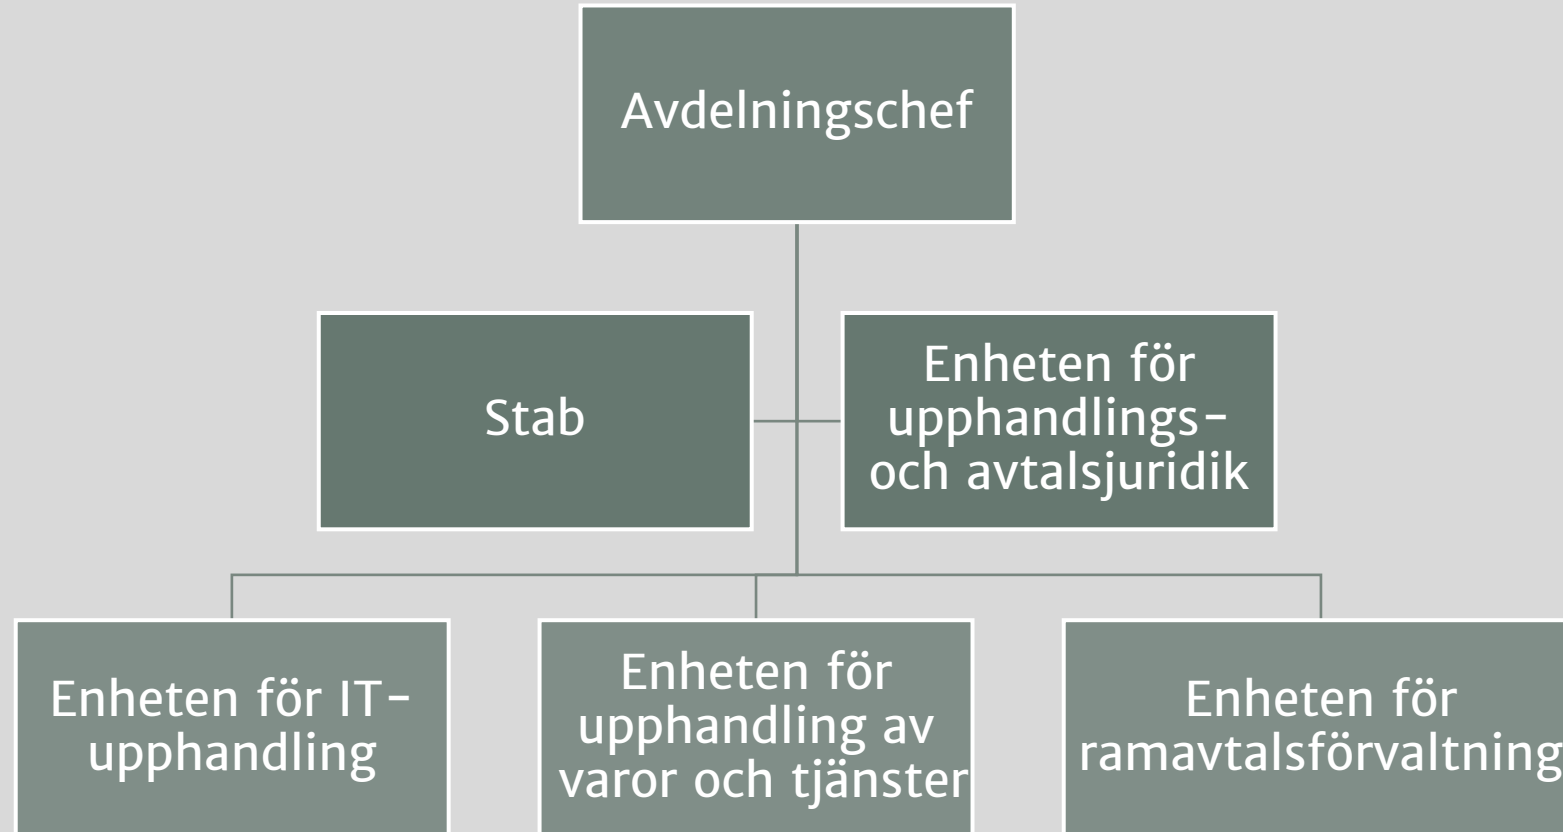 Avdelningschef
Stab
Enheten för
upphandlings-
och avtalsjuridik
Enheten för IT-
upphandling
Enheten för
upphandling av
varor och tjänster
Enheten för
ramavtalsförvaltning